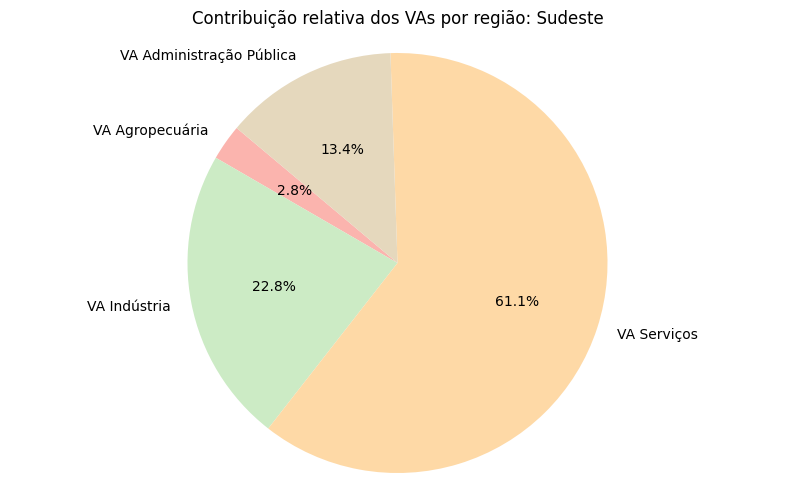 Contribuição relativa dos VAs por região: Sudeste
VA Administração Pública
VA Agropecuária
13.4%
2.8%
22.8%
61.1%
VA Indústria
VA Serviços